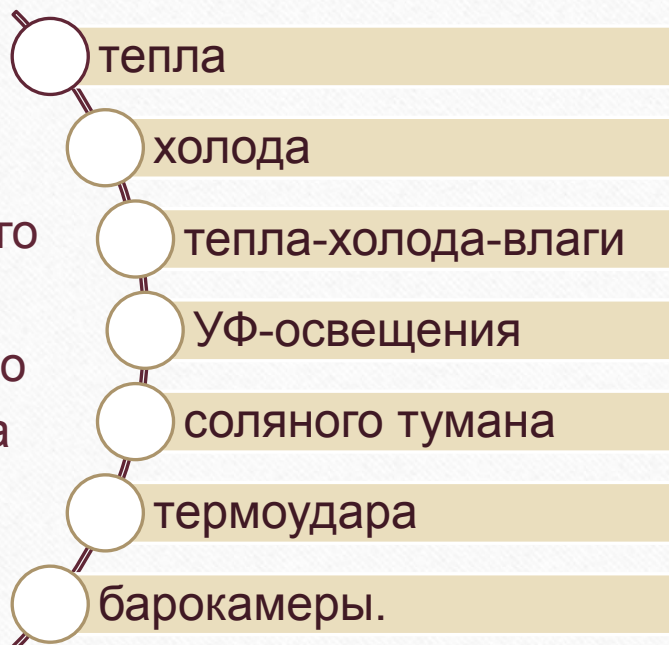 тепла
холода
тепла-холода-влаги
УФ-освещения
соляного тумана
термоудара
барокамеры.